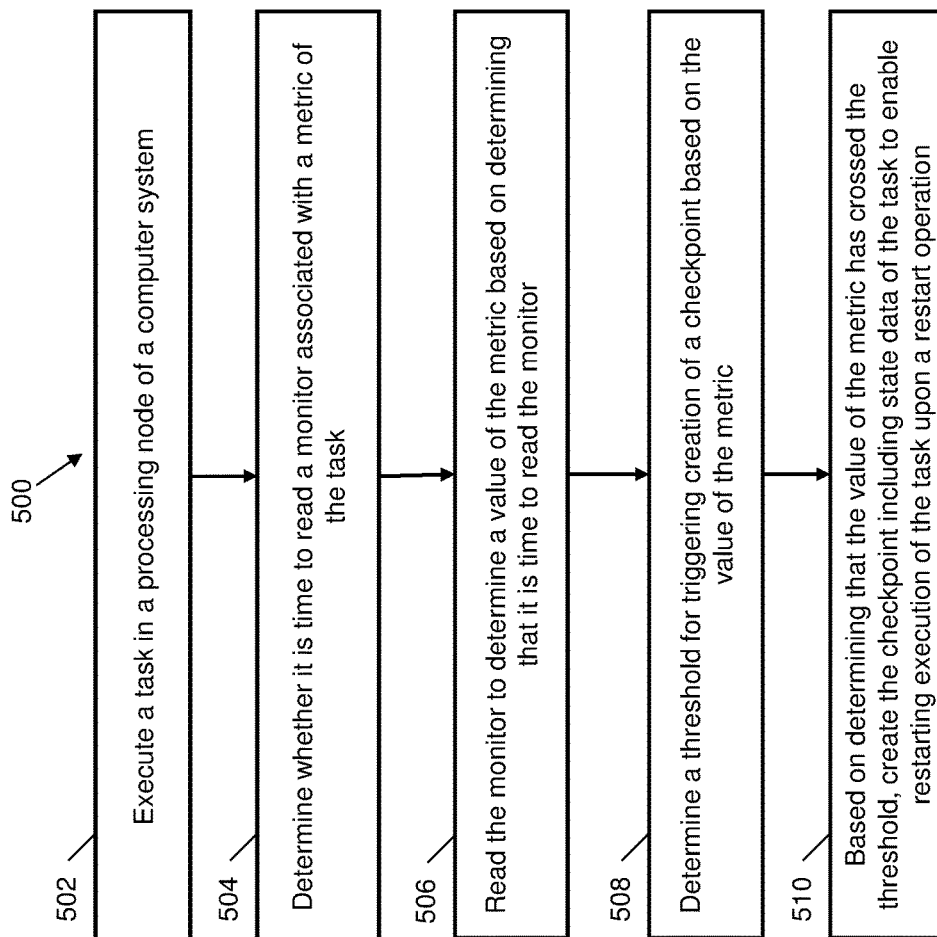 500
502
Execute a task in a processing node of a computer system
504
Determine whether it is time to read a monitor associated with a metric of
the task
506
Read the monitor to determine a value of the metric based on determining
that it is time to read the monitor
508
Determine a threshold for triggering creation of a checkpoint based on the
value of the metric
510
Based on determining that the value of the metric has crossed the
threshold, create the checkpoint including state data of the task to enable
restarting execution of the task upon a restart operation